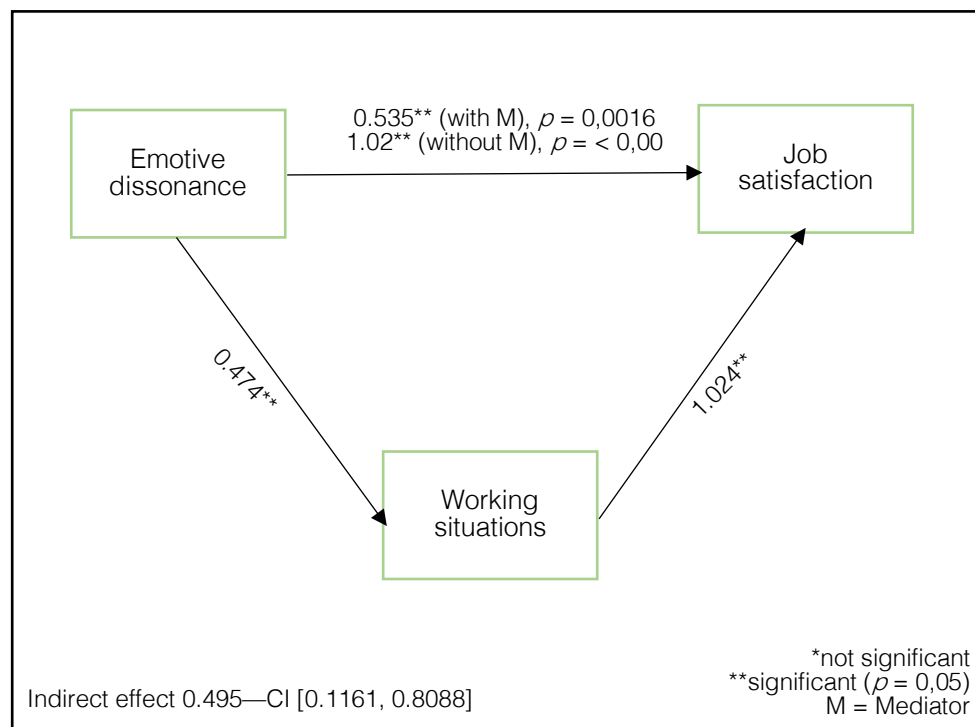 0.535** (with M), p = 0,0016
1.02** (without M), p = < 0,00
Emotive
dissonance
Job
satisfaction
0.474**
1.024**
Working
situations
Indirect effect 0.495—CI [0.1161, 0.8088]
*not significant
**significant (p = 0,05)
M = Mediator